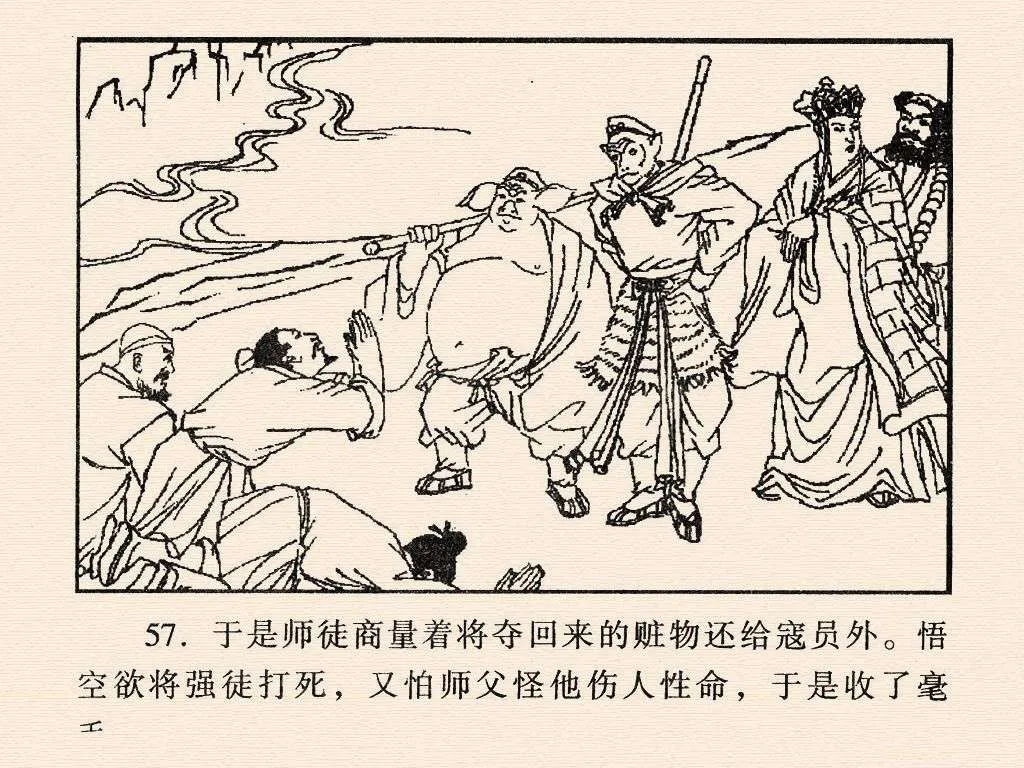 57. 于是师徒商量着将夺回来的赃物还给寇员外。悟
空欲将强徒打死，又怕师父怪他伤人性命，于是收了毫